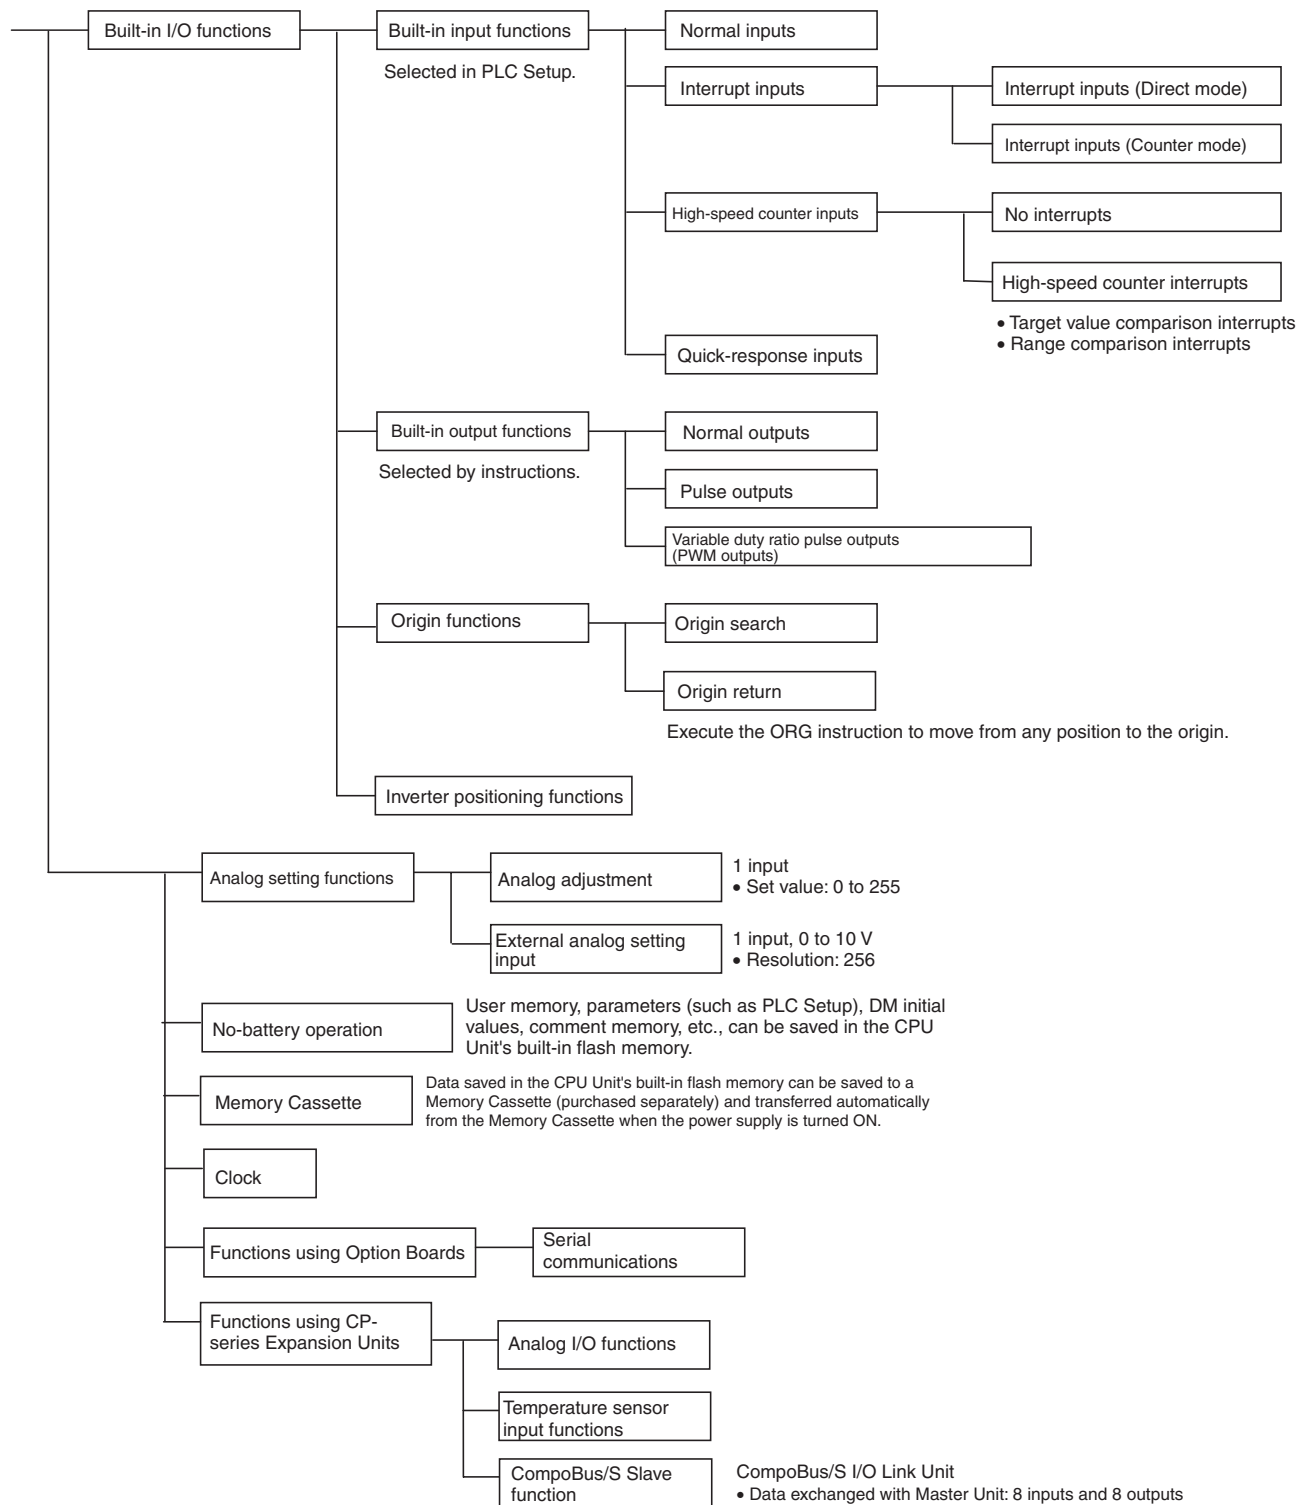 Built-in I/O functions
Built-in input functions
Selected in PLC Setup.
Normal inputs
Interrupt inputs
Interrupt inputs (Direct mode)
Interrupt inputs (Counter mode)
High-speed counter inputs
No interrupts
High-speed counter interrupts
• Target value comparison interrupts
• Range comparison interrupts
Quick-response inputs
Built-in output functions
Selected by instructions.
Normal outputs
Pulse outputs
Variable duty ratio pulse outputs
(PWM outputs)
Origin functions
Origin search
Origin return
Execute the ORG instruction to move from any position to the origin.
Inverter positioning functions
Analog setting functions
Analog adjustment
1 input
• Set value: 0 to 255
External analog setting
input
1 input, 0 to 10 V
• Resolution: 256
No-battery operation
User memory, parameters (such as PLC Setup), DM initial
values, comment memory, etc., can be saved in the CPU
Unit's built-in flash memory.
Memory Cassette
Data saved in the CPU Unit's built-in flash memory can be saved to a
Memory Cassette (purchased separately) and transferred automatically
from the Memory Cassette when the power supply is turned ON.
Clock
Functions using Option Boards
Serial
communications
Functions using CP-
series Expansion Units
Analog I/O functions
Temperature sensor
input functions
CompoBus/S Slave
function
CompoBus/S I/O Link Unit
• Data exchanged with Master Unit: 8 inputs and 8 outputs